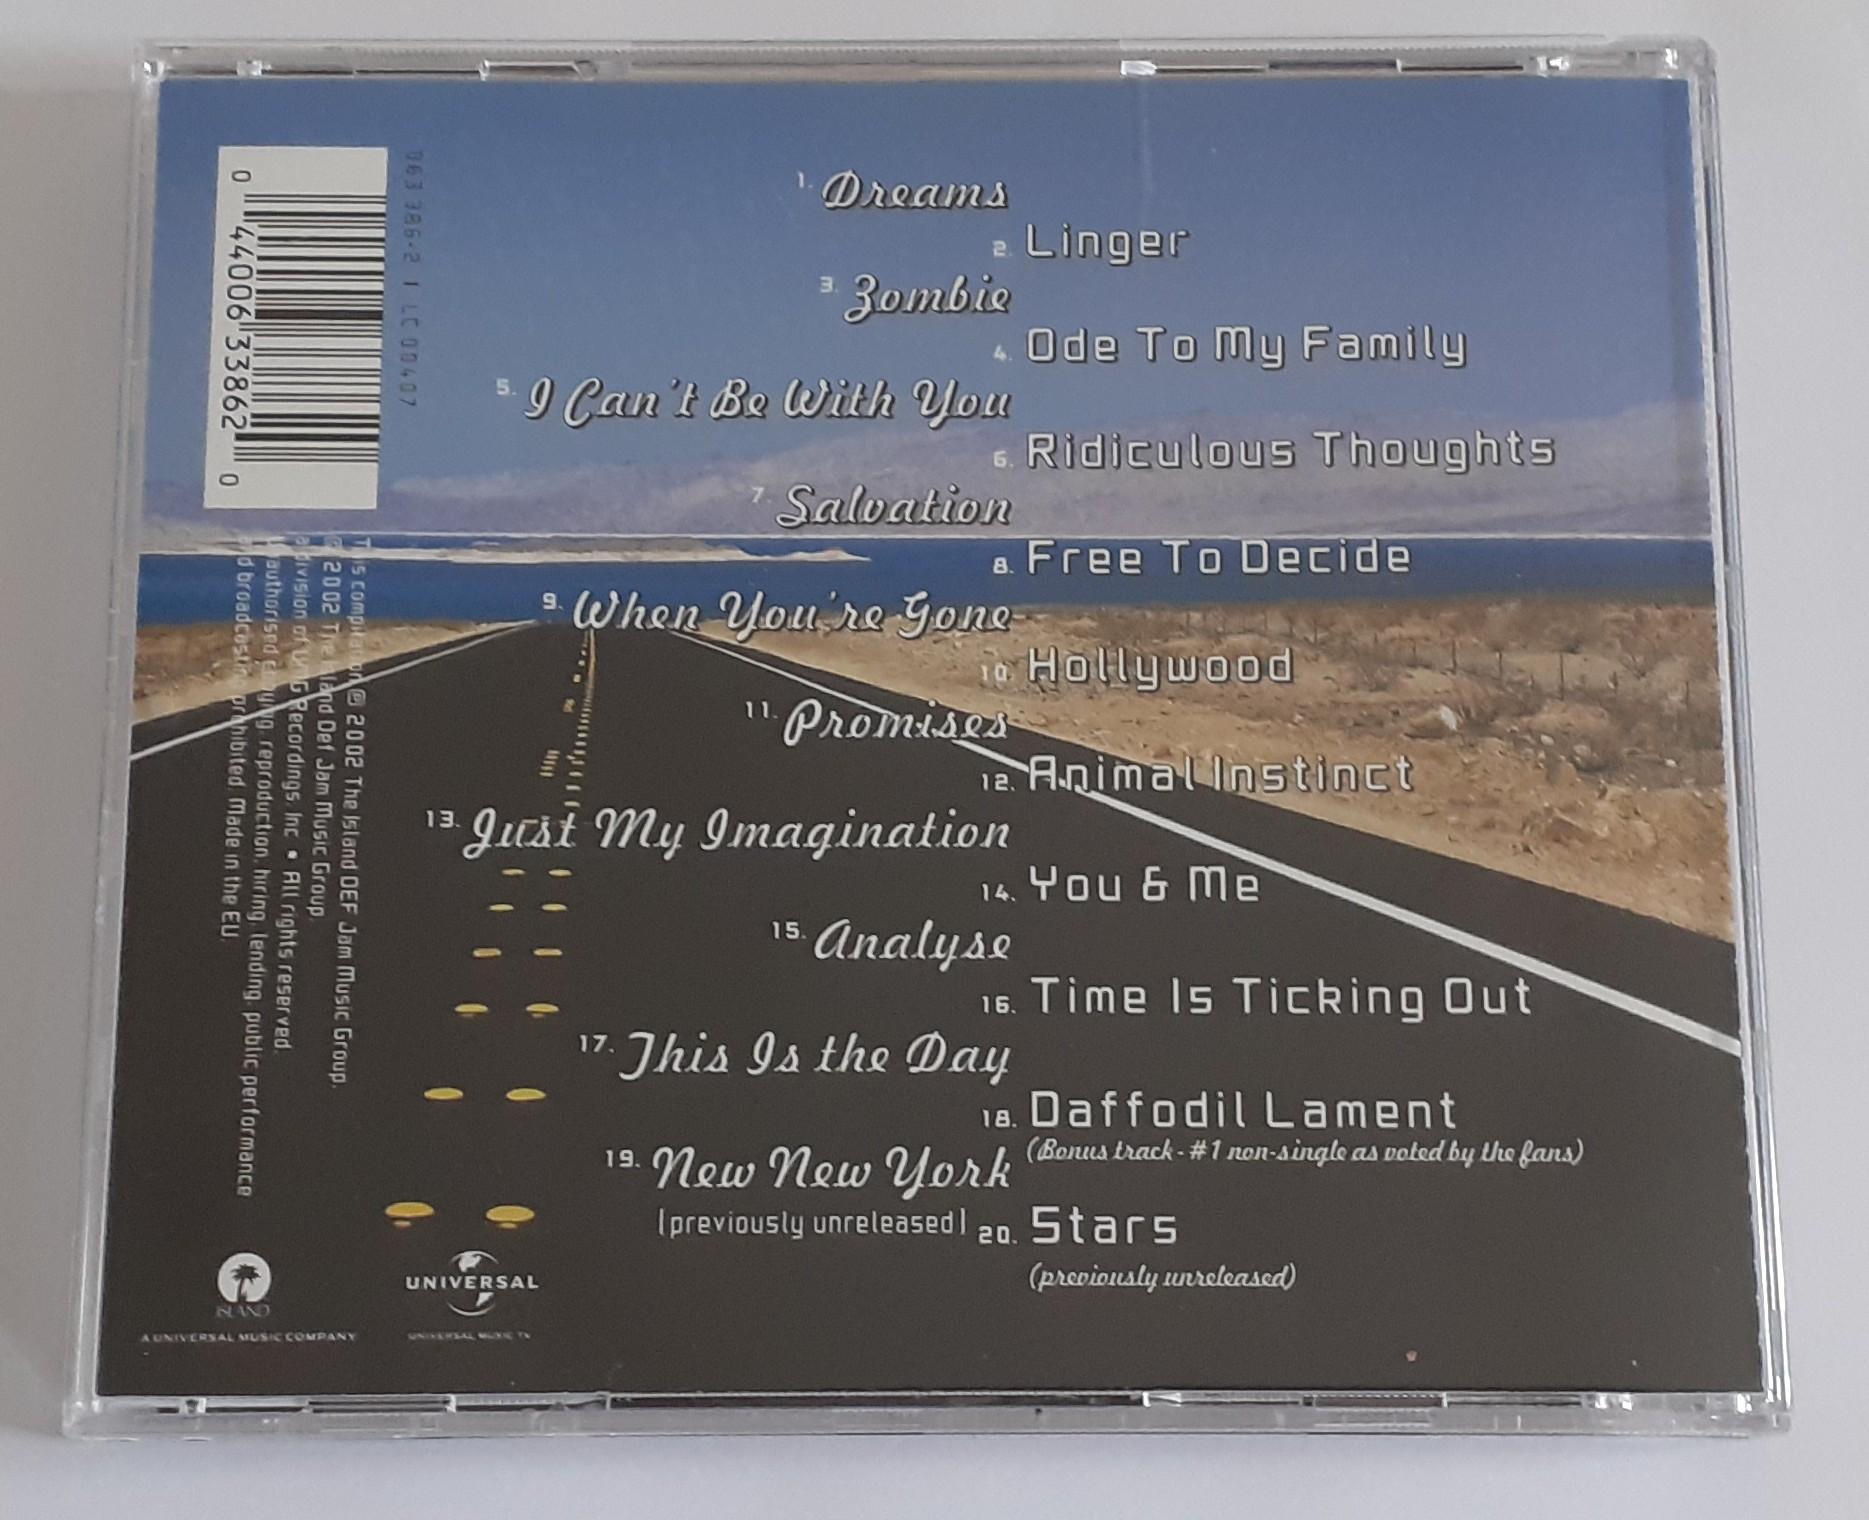 1. Dreams
2. Linger
3. Zombie
4. Ode To My Family
5. I Can't Be With You
6. Ridiculous Thoughts
7. Salvation
8. Free To Decide
9. When You're Gone
10. Hollywood
11. Promises
12. Animal Instinct
13. Just My Imagination
14. You & Me
15. Analyse
16. Time Is Ticking Out
17. This Is the Day
18. Daffodil Lament
(Bonus track - #1 non-single as voted by the fans)
19. New New York
(previously unreleased)
20. Stars
(previously unreleased)
063 386-2 | LC 00407
0 44006 33862 0
This compilation ℗ 2002 The Island DEF Jam Music Group.
© 2002 The Island Def Jam Music Group.
a division of UMG Recordings, Inc • All rights reserved.
Unauthorised copying, reproduction, hiring, lending, public performance
and broadcasting prohibited. Made in the EU.
ISLAND
A UNIVERSAL MUSIC COMPANY
UNIVERSAL
UNIVERSAL MUSIC TV